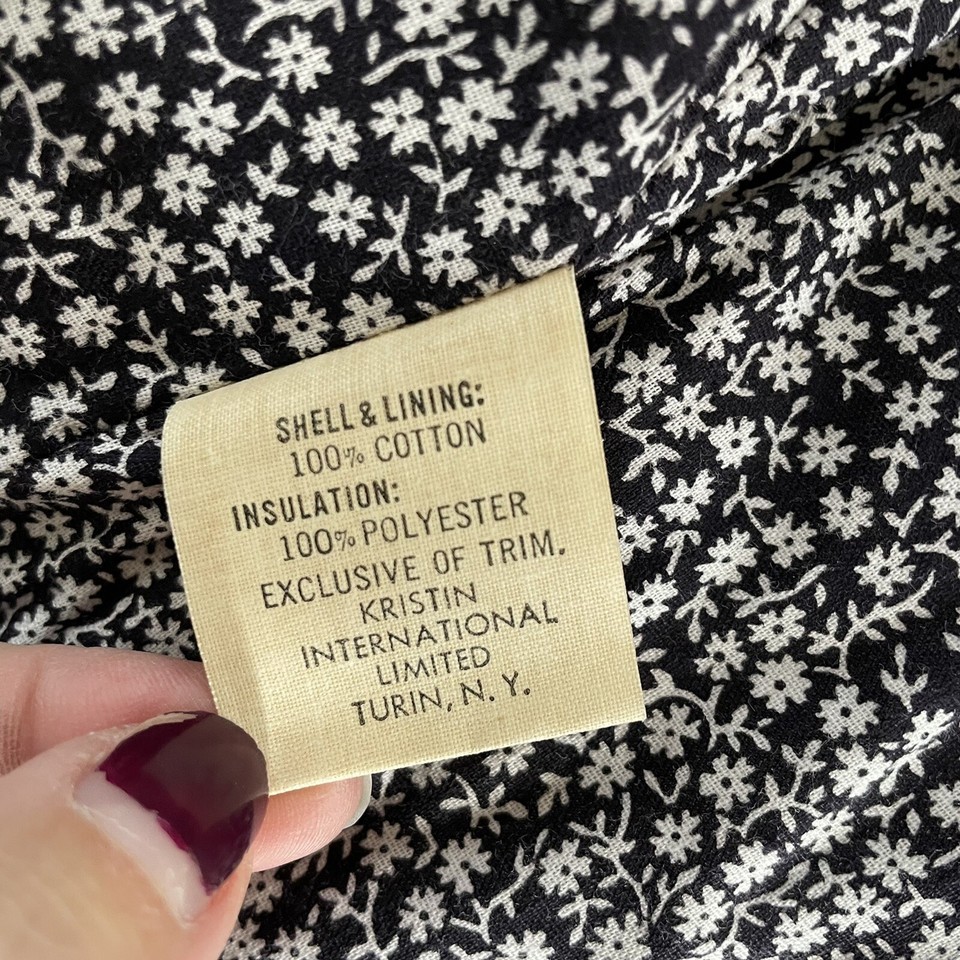 SHELL & LINING:
100% COTTON
INSULATION:
100% POLYESTER
EXCLUSIVE OF TRIM.
KRISTIN
INTERNATIONAL
LIMITED
TURIN, N.Y.